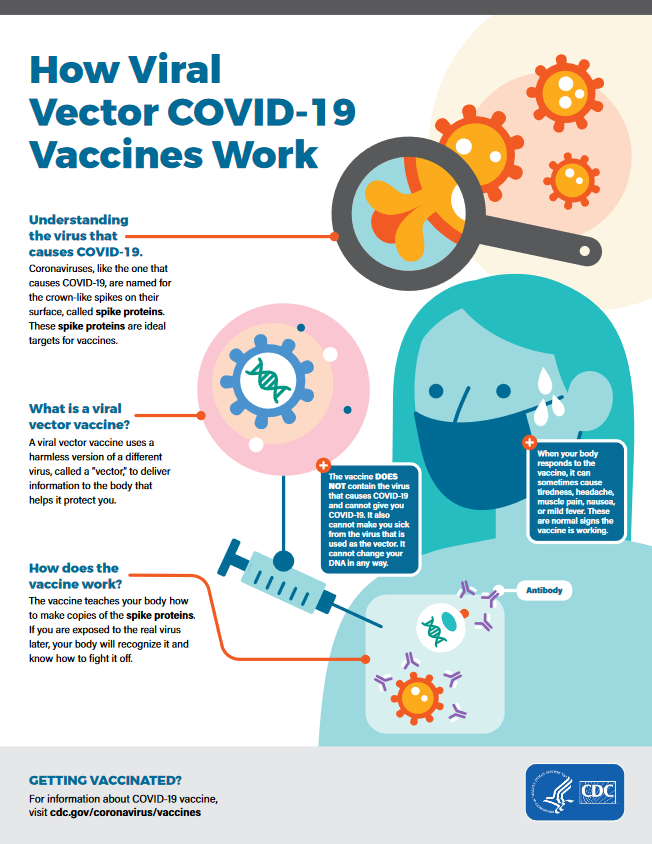 How Viral
Vector COVID-19
Vaccines Work
Understanding
the virus that
causes COVID-19.
Coronaviruses, like the one that
causes COVID-19, are named for
the crown-like spikes on their
surface, called spike proteins.
These spike proteins are ideal
targets for vaccines.
What is a viral
vector vaccine?
A viral vector vaccine uses a
harmless version of a different
virus, called a “vector,” to deliver
information to the body that
helps it protect you.
The vaccine DOES
NOT contain the virus
that causes COVID-19
and cannot give you
COVID-19. It also
cannot make you sick
from the virus that is
used as the vector. It
cannot change your
DNA in any way.
When your body
responds to the
vaccine, it can
sometimes cause
tiredness, headache,
muscle pain, nausea,
or mild fever. These
are normal signs the
vaccine is working.
How does the
vaccine work?
The vaccine teaches your body how
to make copies of the spike proteins.
If you are exposed to the real virus
later, your body will recognize it and
know how to fight it off.
Antibody
GETTING VACCINATED?
For information about COVID-19 vaccine,
visit cdc.gov/coronavirus/vaccines
CDC